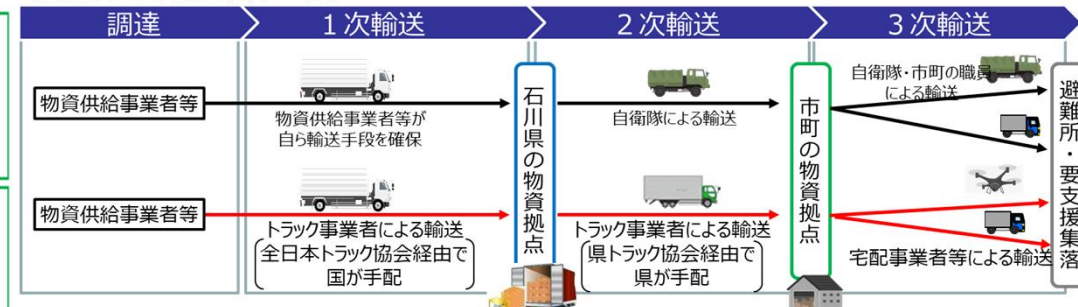 調達
1次輸送
2次輸送
3次輸送
物資供給事業者等
物資供給事業者等が
自ら輸送手段を確保
石川県の物資拠点
自衛隊による輸送
市町の物資拠点
自衛隊・市町の職員
による輸送
避難所・要支援集落
物資供給事業者等
トラック事業者による輸送
全日本トラック協会経由で
国が手配
トラック事業者による輸送
県トラック協会経由で
県が手配
宅配事業者等による輸送